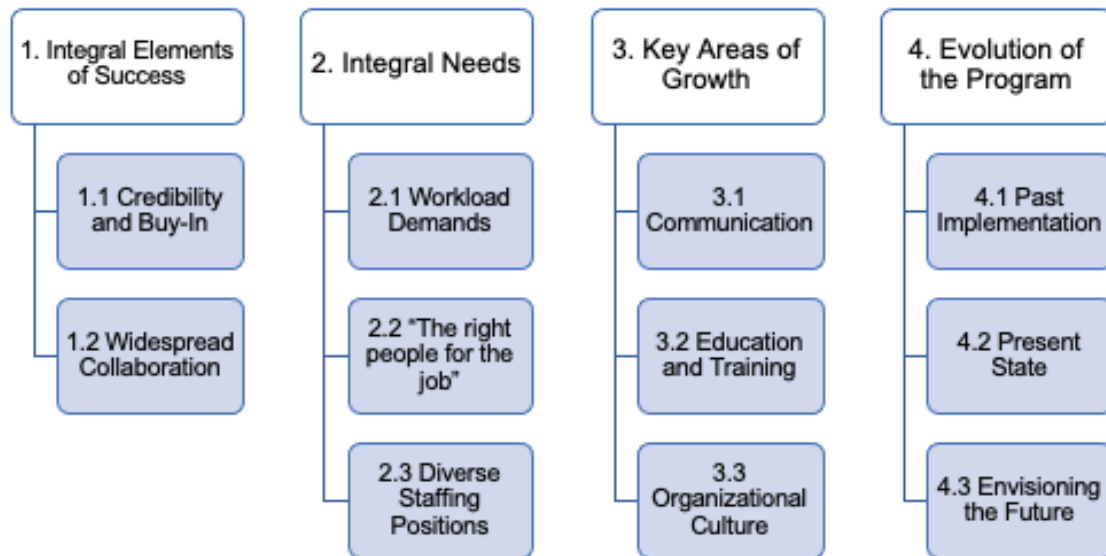 1. Integral Elements
of Success
1.1 Credibility
and Buy-In
1.2 Widespread
Collaboration
2. Integral Needs
2.1 Workload
Demands
2.2 "The right
people for the
job"
2.3 Diverse
Staffing
Positions
3. Key Areas of
Growth
3.1
Communication
3.2 Education
and Training
3.3
Organizational
Culture
4. Evolution of
the Program
4.1 Past
Implementation
4.2 Present
State
4.3 Envisioning
the Future